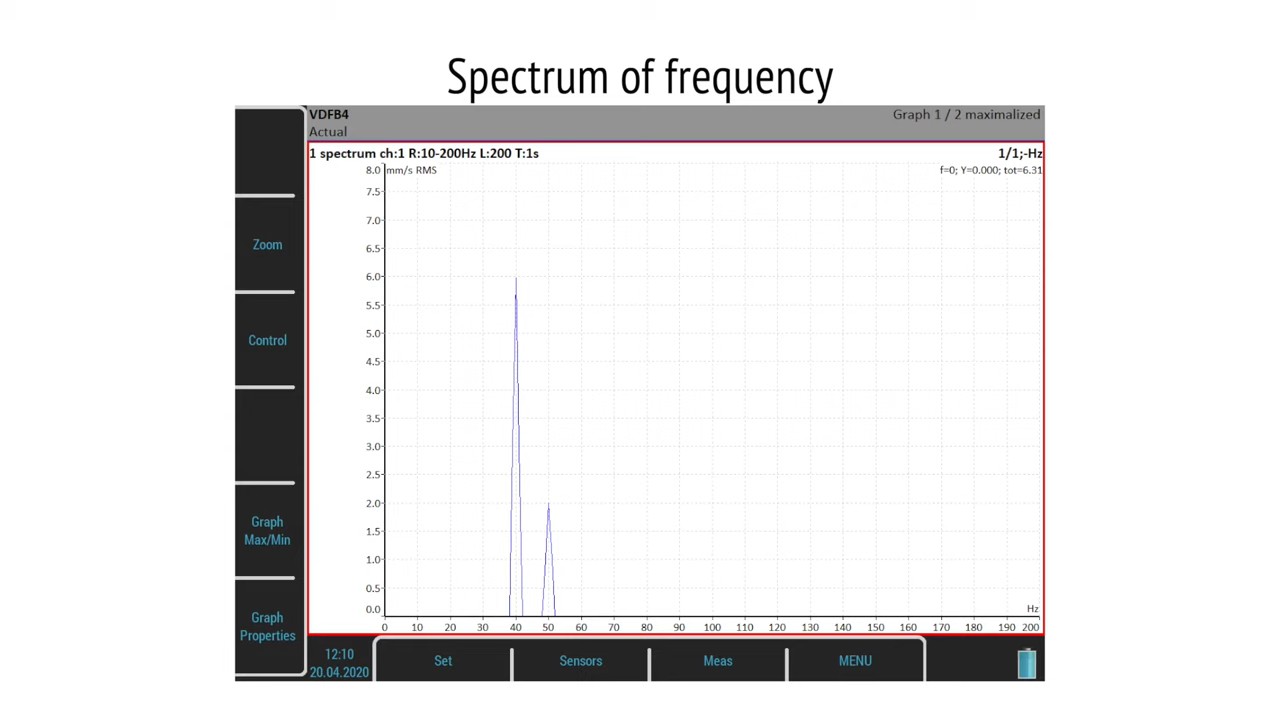 Spectrum of frequency
VDFB4
Actual
Graph 1 / 2 maximalized
1 spectrum ch:1 R:10-200Hz L:200 T:1s
1/1;-Hz
8.0 mm/s RMS
f=0; Y=0.000; tot=6.31
7.5
7.0
6.5
6.0
5.5
5.0
4.5
4.0
3.5
3.0
2.5
2.0
1.5
1.0
0.5
0.0
Hz
0 10 20 30 40 50 60 70 80 90 100 110 120 130 140 150 160 170 180 190 200
Zoom
Control
Graph
Max/Min
Graph
Properties
12:10
20.04.2020
Set
Sensors
Meas
MENU